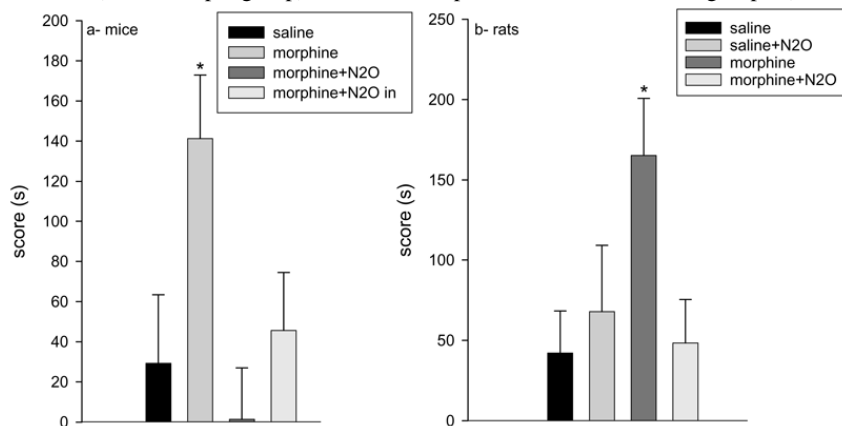 a- mice
saline
morphine
morphine+N2O
morphine+N2O in
*
score (s)
200
180
160
140
120
100
80
60
40
20
0
b- rats
saline
saline+N2O
morphine
morphine+N2O
*
score (s)
250
200
150
100
50
0